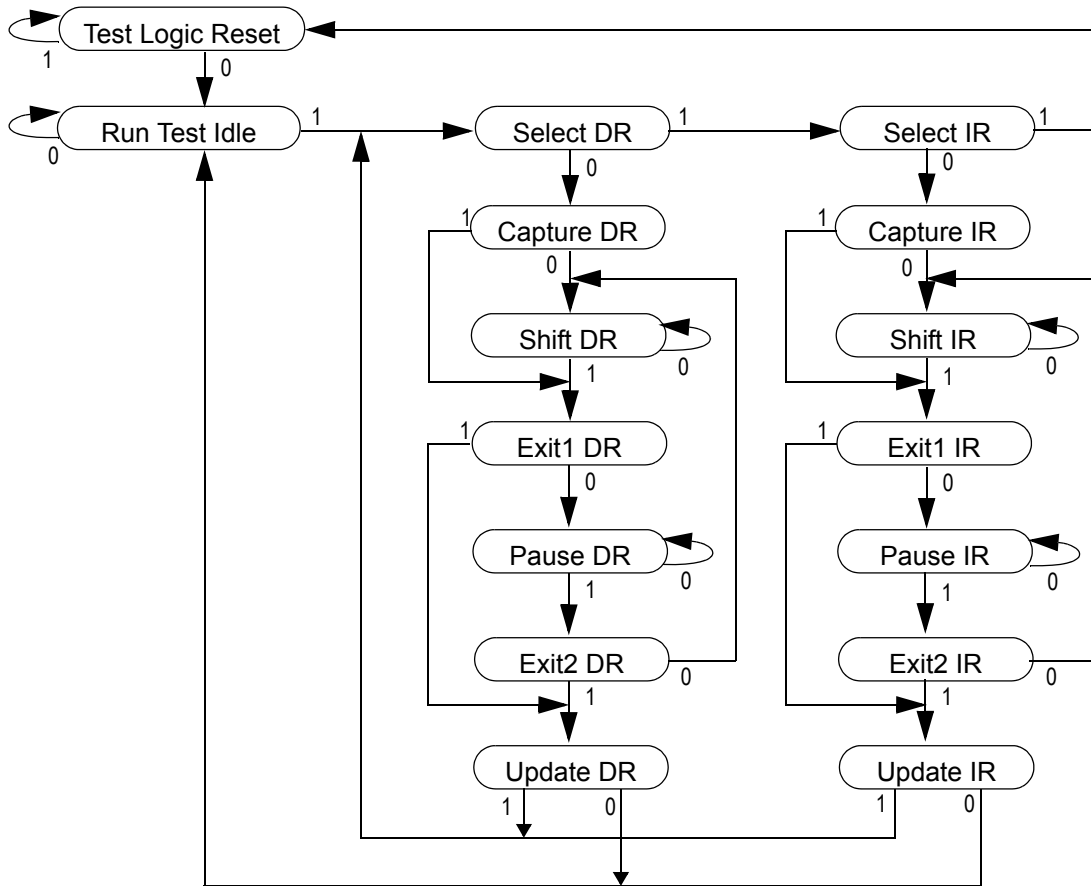 Test Logic Reset
1
0
Run Test Idle
1
0
Select DR
1
0
Select IR
1
0
1
Capture DR
0
1
Capture IR
0
Shift DR
0
1
Shift IR
0
1
1
Exit1 DR
0
1
Exit1 IR
0
Pause DR
0
1
Pause IR
0
1
Exit2 DR
0
1
Exit2 IR
0
1
Update DR
1
0
Update IR
1
0